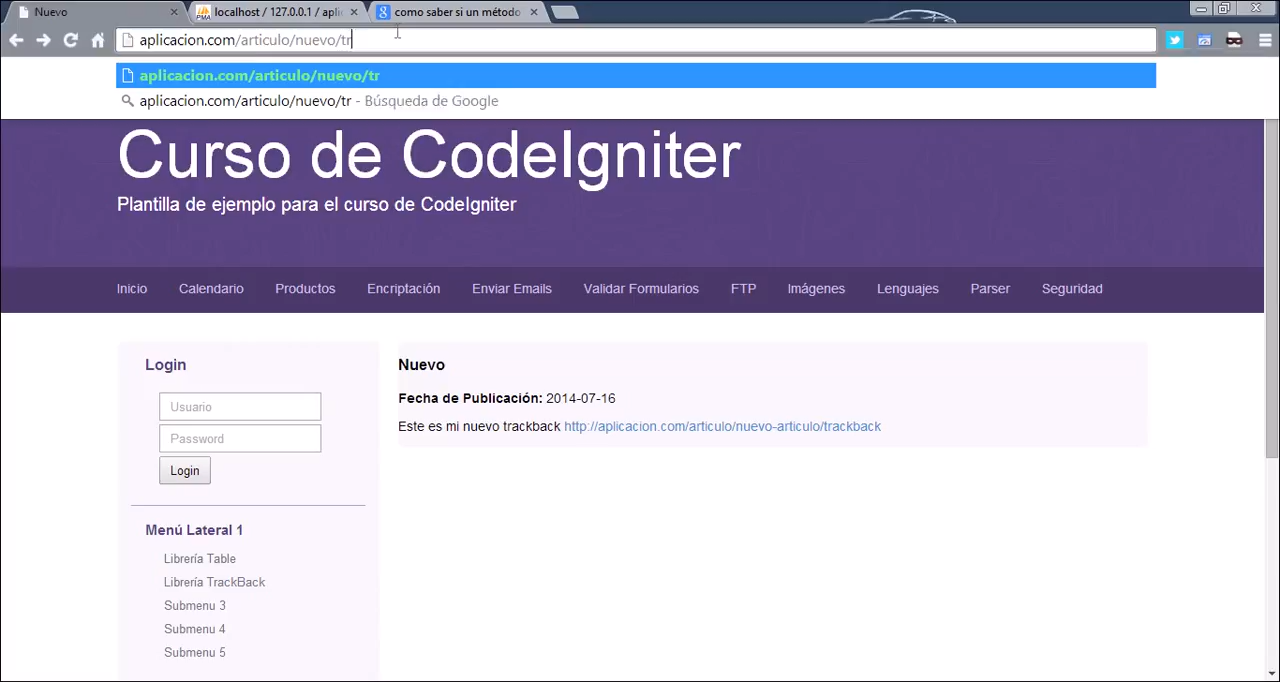 Nuevo
localhost / 127.0.0.1 / aplic
como saber si un método
aplicacion.com/articulo/nuevo/tr
aplicacion.com/articulo/nuevo/tr
aplicacion.com/articulo/nuevo/tr - Búsqueda de Google
Curso de CodeIgniter
Plantilla de ejemplo para el curso de CodeIgniter
Inicio Calendario Productos Encriptación Enviar Emails Validar Formularios FTP Imágenes Lenguajes Parser Seguridad
Login
Usuario
Password
Login
Menú Lateral 1
Librería Table
Librería TrackBack
Submenu 3
Submenu 4
Submenu 5
Nuevo
Fecha de Publicación: 2014-07-16
Este es mi nuevo trackback http://aplicacion.com/articulo/nuevo-articulo/trackback